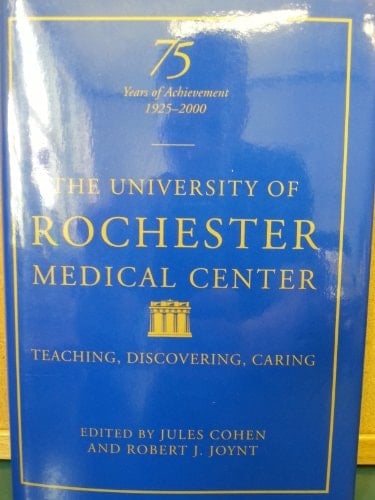 75
Years of Achievement
1925–2000
THE UNIVERSITY OF
ROCHESTER
MEDICAL CENTER
TEACHING, DISCOVERING, CARING
EDITED BY JULES COHEN
AND ROBERT J. JOYNT